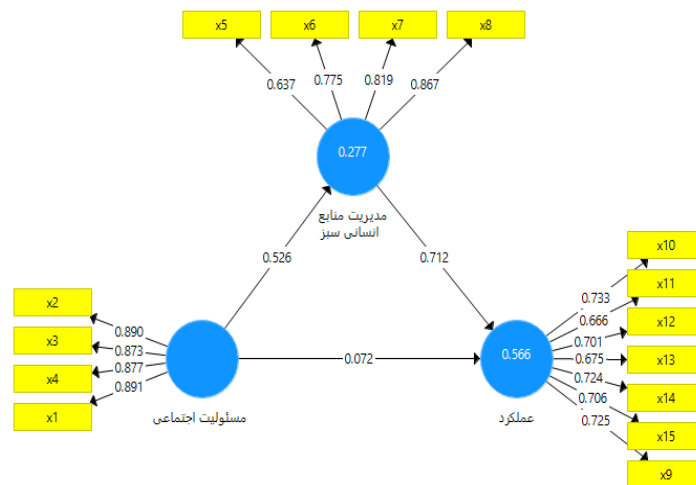 x5
x6
x7
x8
0.637
0.775
0.819
0.867
0.277
مدیریت منابع
انسانی سبز
0.526
0.712
x2
x3
x4
x1
0.890
0.873
0.877
0.891
مسئولیت اجتماعی
0.072
0.566
عملکرد
0.733
0.666
0.701
0.675
0.724
0.706
0.725
x10
x11
x12
x13
x14
x15
x9